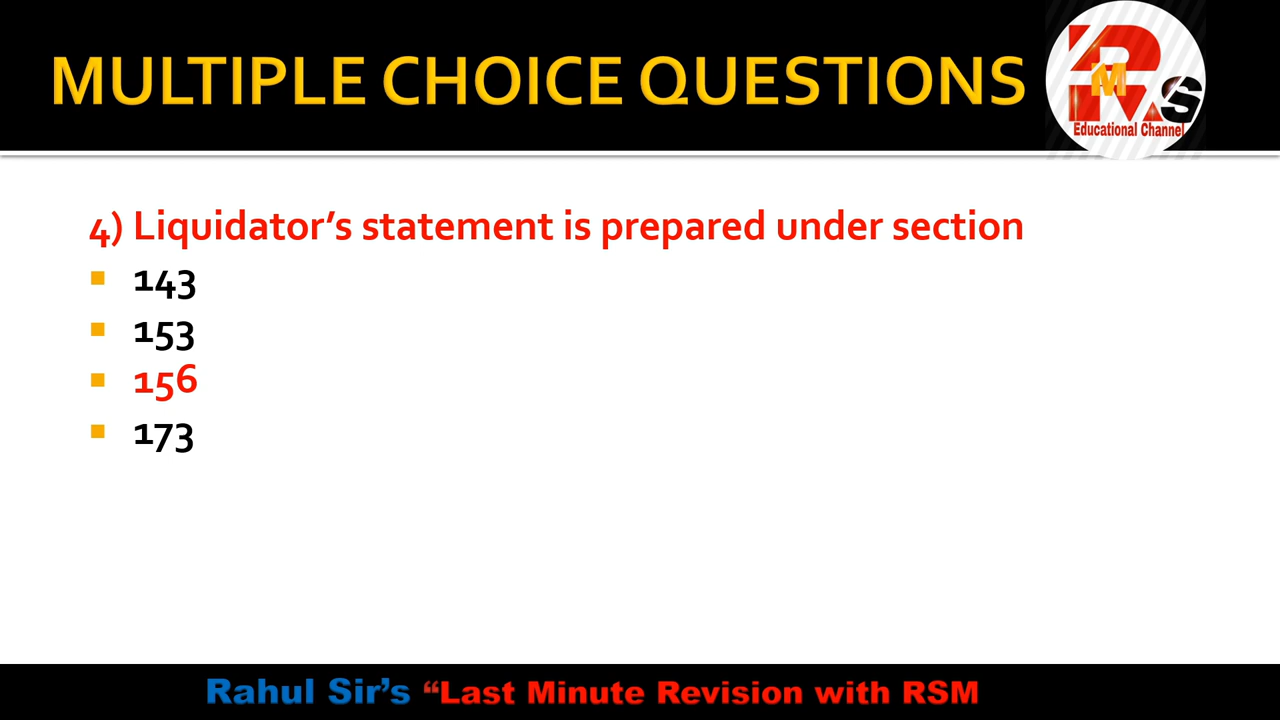 MULTIPLE CHOICE QUESTIONS
R M S
Educational Channel
4) Liquidator’s statement is prepared under section
▪ 143
▪ 153
▪ 156
▪ 173
Rahul Sir’s “Last Minute Revision with RSM